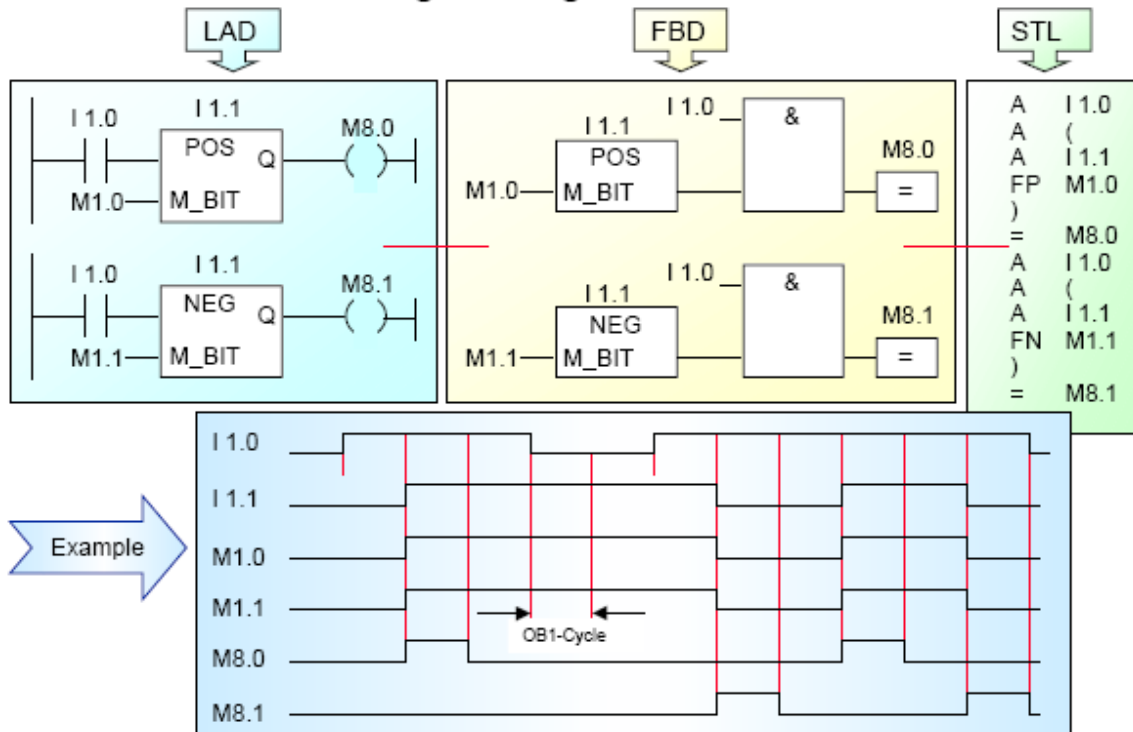 LAD
FBD
STL
I 1.0
I 1.1
M8.0
POS
Q
M1.0
M_BIT
I 1.0
I 1.1
M8.1
NEG
Q
M1.1
M_BIT
I 1.0
&
I 1.1
POS
M8.0
M1.0
M_BIT
=
I 1.0
&
I 1.1
NEG
M8.1
M1.1
M_BIT
=
A I 1.0
A (
A I 1.1
FP M1.0
)
= M8.0
A I 1.0
A (
A I 1.1
FN M1.1
)
= M8.1
Example
I 1.0
I 1.1
M1.0
M1.1
OB1-Cycle
M8.0
M8.1